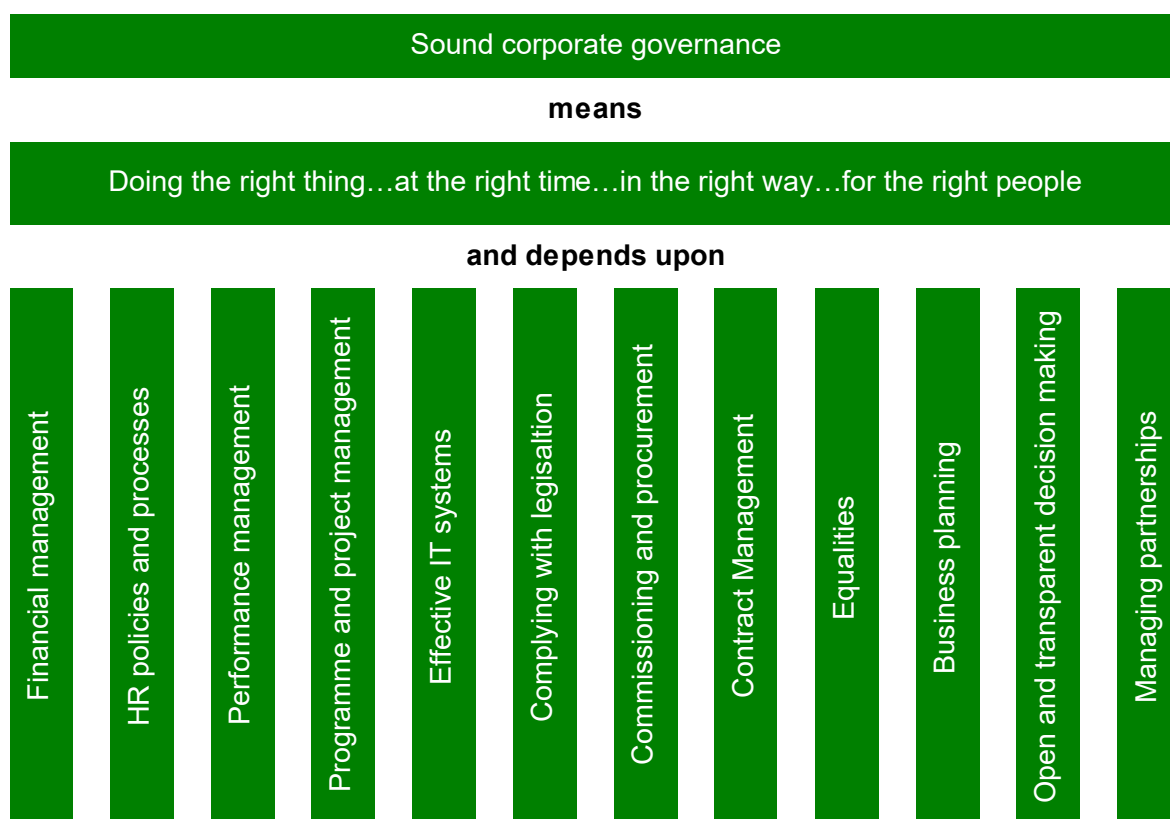 Sound corporate governance
means
Doing the right thing…at the right time…in the right way…for the right people
and depends upon
Financial management
HR policies and processes
Performance management
Programme and project management
Effective IT systems
Complying with legisaltion
Commissioning and procurement
Contract Management
Equalities
Business planning
Open and transparent decision making
Managing partnerships